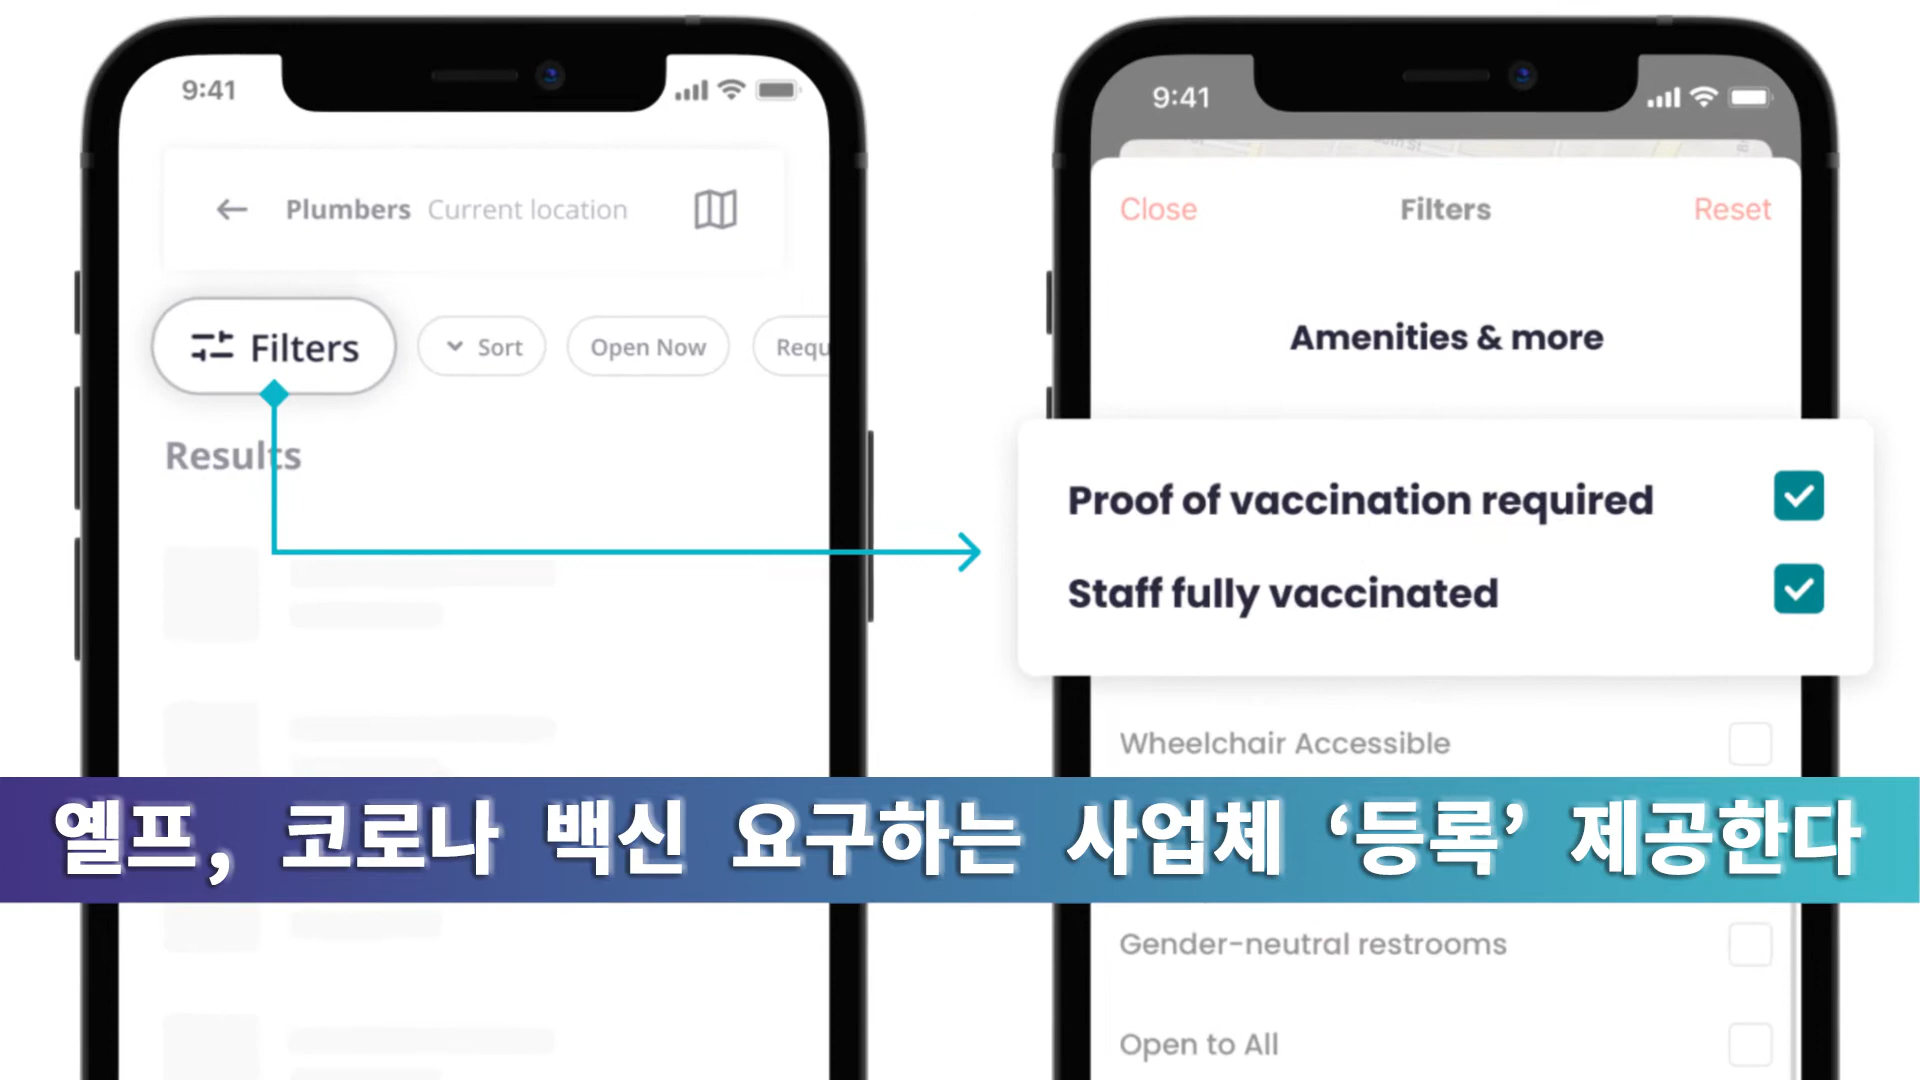 9:41
Plumbers Current location
Filters
Sort
Open Now
Requ
Results
9:41
Close
Filters
Reset
Amenities & more
Proof of vaccination required
Staff fully vaccinated
Wheelchair Accessible
옐프, 코로나 백신 요구하는 사업체 ‘등록’ 제공한다
Gender-neutral restrooms
Open to All